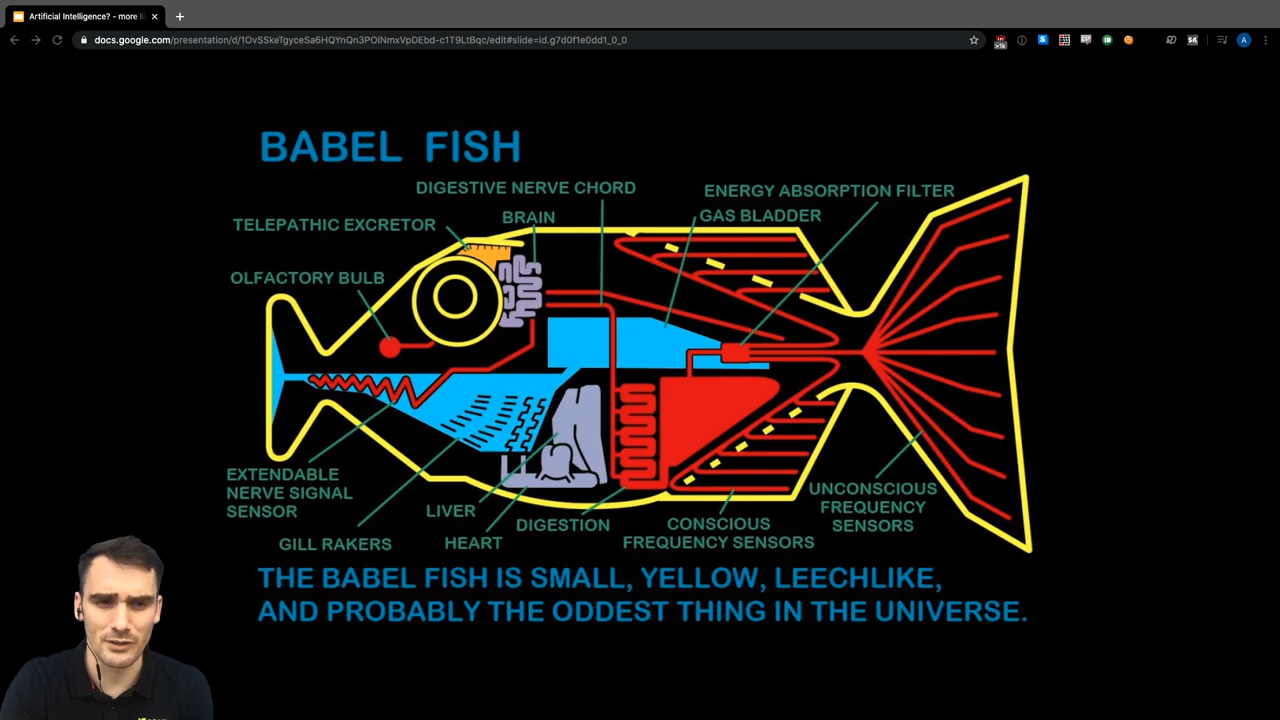 Artificial Intelligence? - more li
docs.google.com/presentation/d/1OvSSkeTgyceSa6HQYnQn3POlNmxVpDEbd-c1T9LtBqc/edit#slide=id.g7d0f1e0dd1_0_0
>1k
S
SA
A
BABEL FISH
DIGESTIVE NERVE CHORD
ENERGY ABSORPTION FILTER
TELEPATHIC EXCRETOR
BRAIN
GAS BLADDER
OLFACTORY BULB
EXTENDABLE
NERVE SIGNAL
SENSOR
GILL RAKERS
LIVER
HEART
DIGESTION
CONSCIOUS
FREQUENCY SENSORS
UNCONSCIOUS
FREQUENCY
SENSORS
THE BABEL FISH IS SMALL, YELLOW, LEECHLIKE,
AND PROBABLY THE ODDEST THING IN THE UNIVERSE.